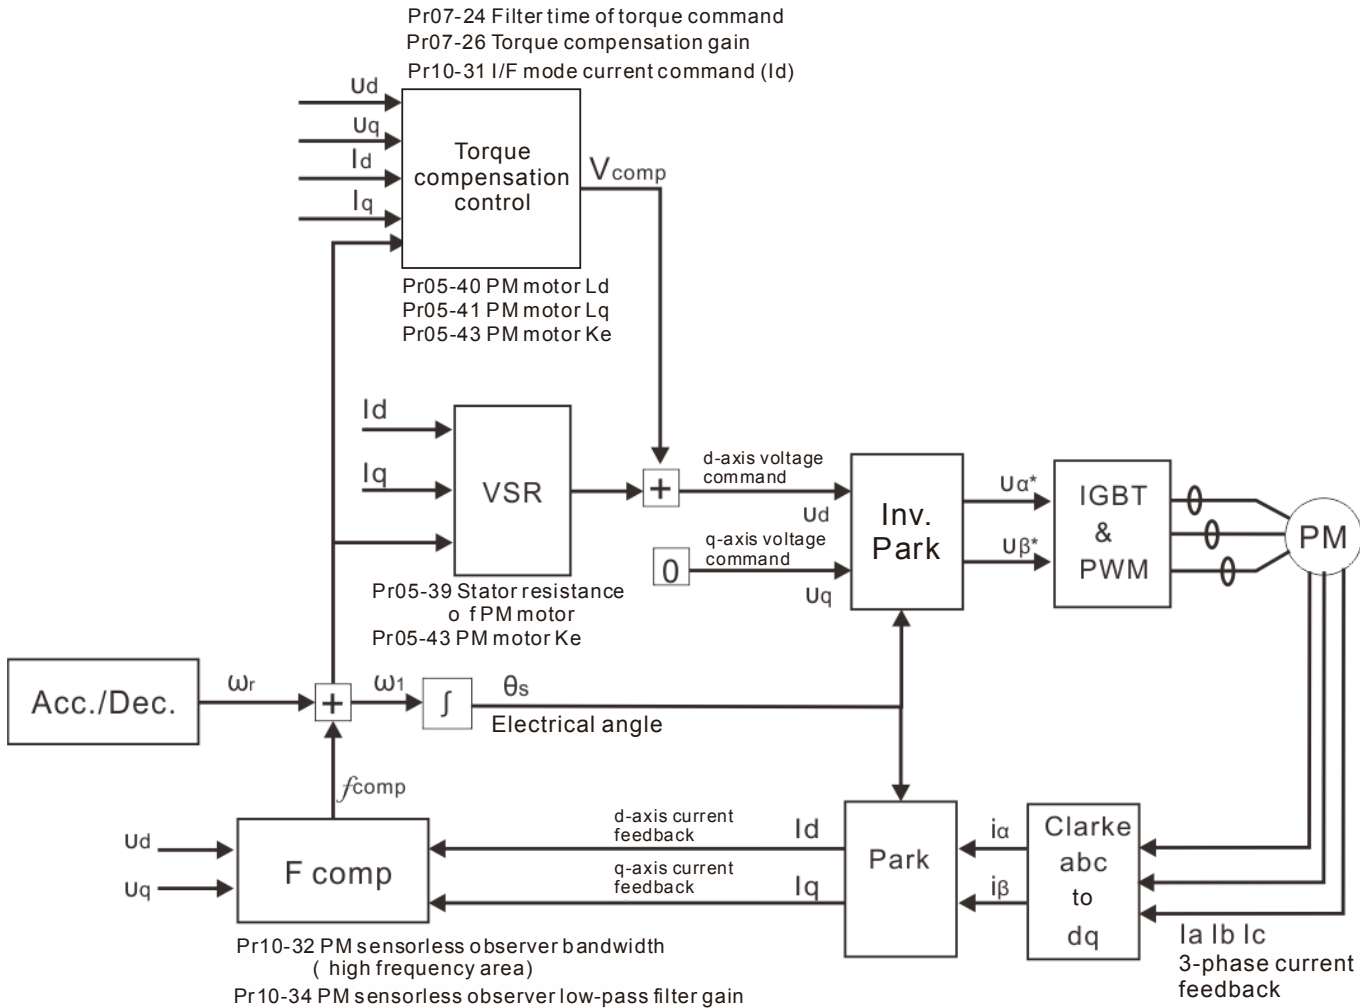 Pr07-24 Filter time of torque command
Pr07-26 Torque compensation gain
Pr10-31 I/F mode current command (Id)
Ud
Uq
Id
Iq
Torque
compensation
control
Vcomp
Pr05-40 PM motor Ld
Pr05-41 PM motor Lq
Pr05-43 PM motor Ke
Id
Iq
VSR
+
d-axis voltage
command
Ud
q-axis voltage
command
0
Uq
Inv.
Park
Uα*
Uβ*
IGBT
&
PWM
PM
Pr05-39 Stator resistance
o f PM motor
Pr05-43 PM motor Ke
Acc./Dec.
ωr
+
ω1
∫
θs
Electrical angle
fcomp
Ud
Uq
F comp
d-axis current
feedback
Id
q-axis current
feedback
Iq
Park
iα
iβ
Clarke
abc
to
dq
Ia Ib Ic
3-phase current
feedback
Pr10-32 PM sensorless observer bandwidth
( high frequency area)
Pr10-34 PM sensorless observer low-pass filter gain